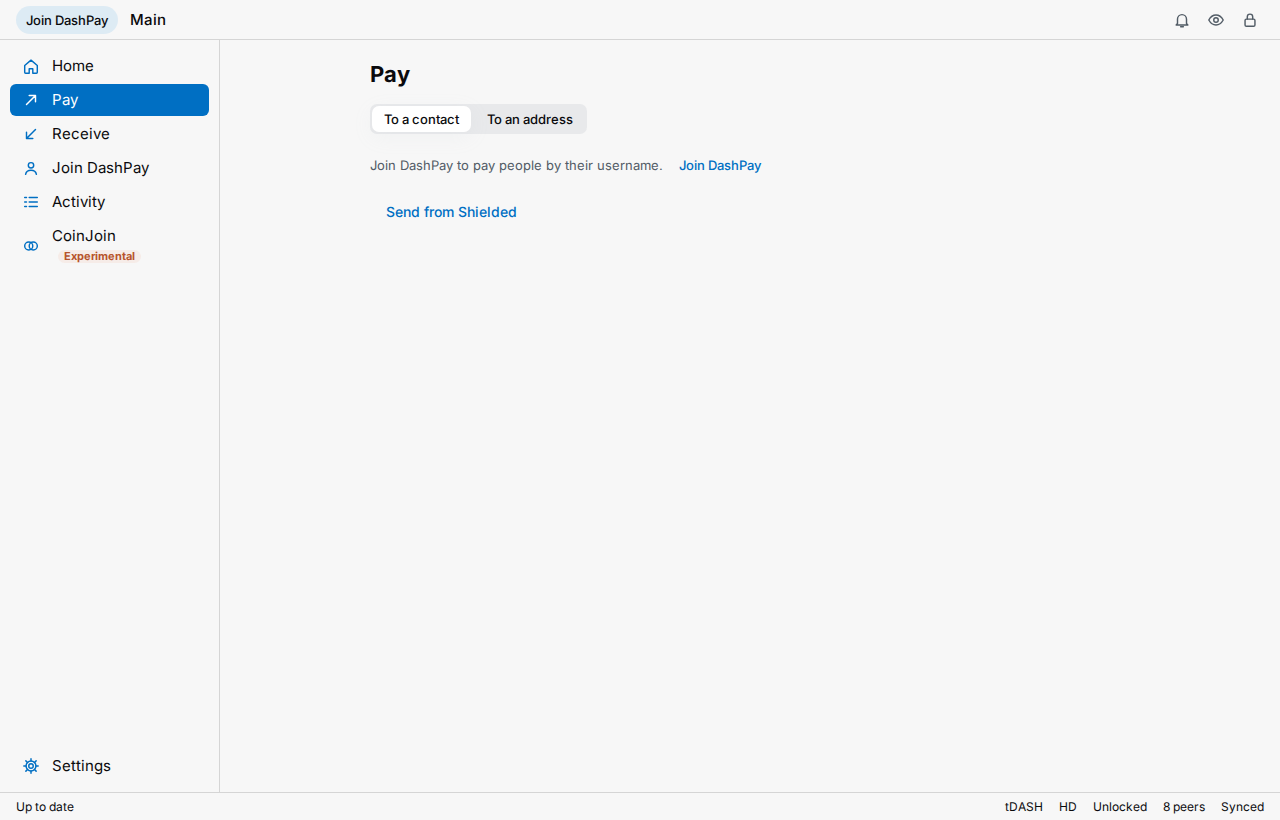 Join DashPay Main
Home
Pay
Receive
Join DashPay
Activity
CoinJoin
Experimental
Settings
Pay
To a contact To an address
Join DashPay to pay people by their username. Join DashPay
Send from Shielded
Up to date tDASH HD Unlocked 8 peers Synced